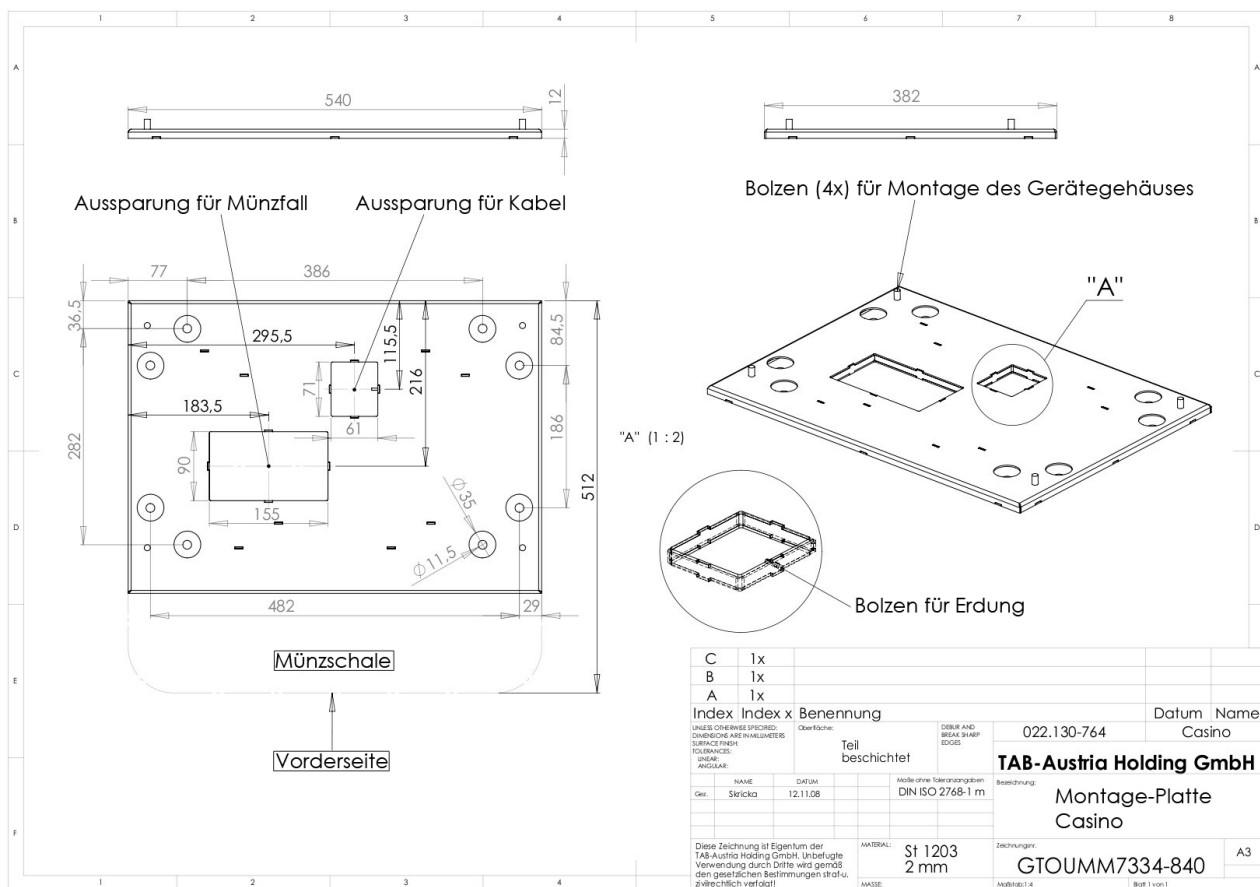 1 2 3 4 5 6 7 8
A A
B B
C C
D D
E E
F
540
12
382
Aussparung für Münzfall
Aussparung für Kabel
Bolzen (4x) für Montage des Gerätegehäuses
77
386
36,5
84,5
295,5
115,5
"A"
71
216
183,5
61
186
282
90
155
Ø35
Ø11,5
512
"A" (1 : 2)
482
29
Bolzen für Erdung
Münzschale
Vorderseite
C 1x
B 1x
A 1x
Index Index x Benennung Datum Name
UNLESS OTHERWISE SPECIFIED:
DIMENSIONS ARE IN MILLIMETERS
SURFACE FINISH:
TOLERANCES:
LINEAR:
ANGULAR:
Oberfläche:
Teil
beschichtet
DEBUR AND
BREAK SHARP
EDGES
022.130-764
Casino
TAB-Austria Holding GmbH
NAME DATUM
Gez. Skricka 12.11.08
Maße ohne Toleranzangaben
DIN ISO 2768-1 m
Bezeichnung:
Montage-Platte
Casino
Diese Zeichnung ist Eigentum der
TAB-Austria Holding GmbH. Unbefugte
Verwendung durch Dritte wird gemäß
den gesetzlichen Bestimmungen straf-u.
zivilrechtlich verfolgt!
MATERIAL:
St 1203
2 mm
MASSE:
Zeichnungsnr.
GTOUMM7334-840
A3
Maßstab:1:4
Blatt 1 von 1
1 2 3 4